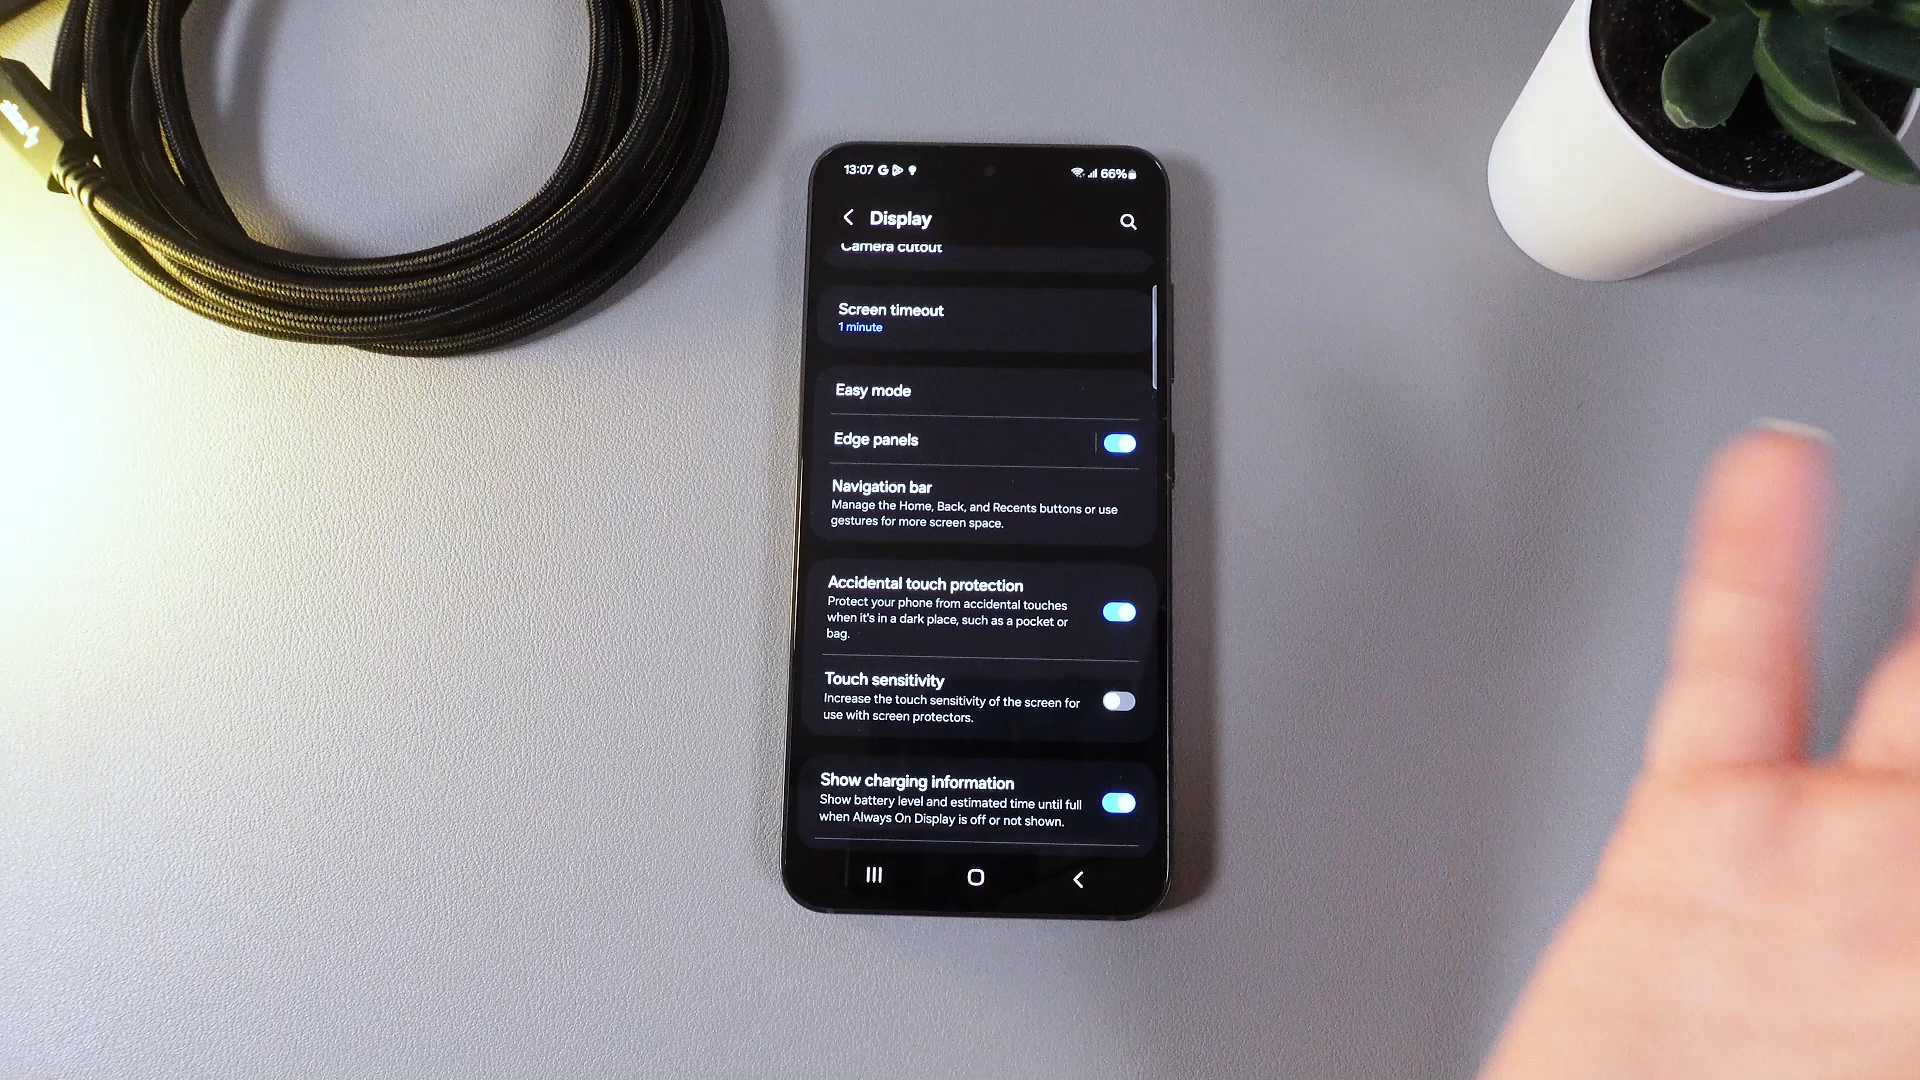 13:07
66%
Display
Camera cutout
Screen timeout
1 minute
Easy mode
Edge panels
Navigation bar
Manage the Home, Back, and Recents buttons or use
gestures for more screen space.
Accidental touch protection
Protect your phone from accidental touches
when it's in a dark place, such as a pocket or
bag.
Touch sensitivity
Increase the touch sensitivity of the screen for
use with screen protectors.
Show charging information
Show battery level and estimated time until full
when Always On Display is off or not shown.